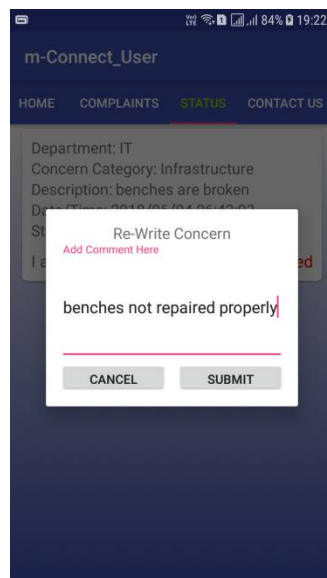 84% 19:22
m-Connect_User
HOME COMPLAINTS STATUS CONTACT US
Department: IT
Concern Category: Infrastructure
Description: benches are broken
Re-Write Concern
Add Comment Here
benches not repaired properly
CANCEL SUBMIT